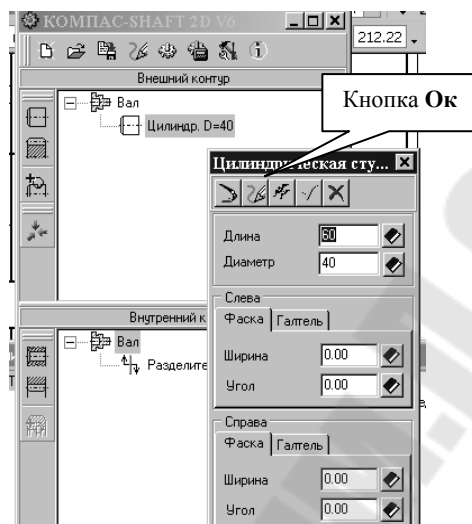 КОМПАС-SHAFT 2D V6
212.22
Внешний контур
Вал
Цилиндр. D=40
Кнопка Ок
Цилиндрическая сту...
Длина 60
Диаметр 40
Слева
Фаска Галтель
Ширина 0.00
Угол 0.00
Внутренний к
Вал
Разделите
Справа
Фаска Галтель
Ширина 0.00
Угол 0.00